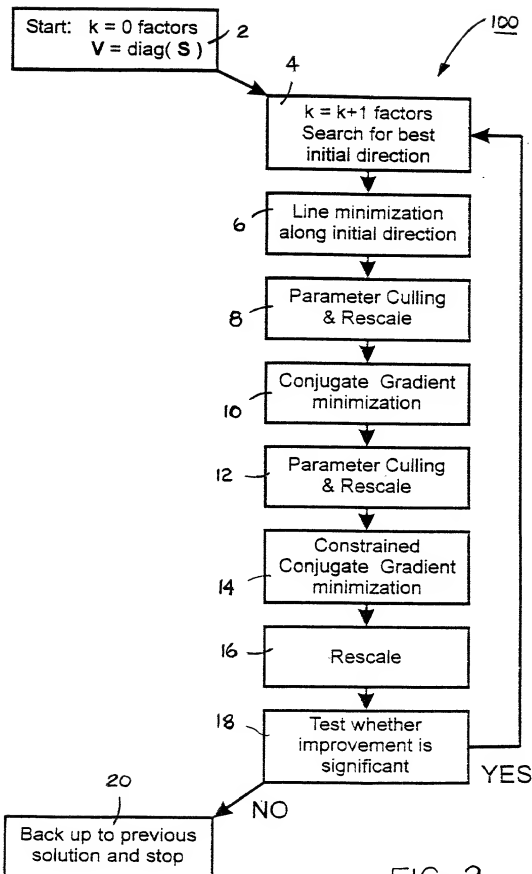 Start: k = 0 factors
V = diag( S )
2
100
4
k = k+1 factors
Search for best
initial direction
6
Line minimization
along initial direction
8
Parameter Culling
& Rescale
10
Conjugate Gradient
minimization
12
Parameter Culling
& Rescale
14
Constrained
Conjugate Gradient
minimization
16
Rescale
18
Test whether
improvement is
significant
YES
NO
20
Back up to previous
solution and stop